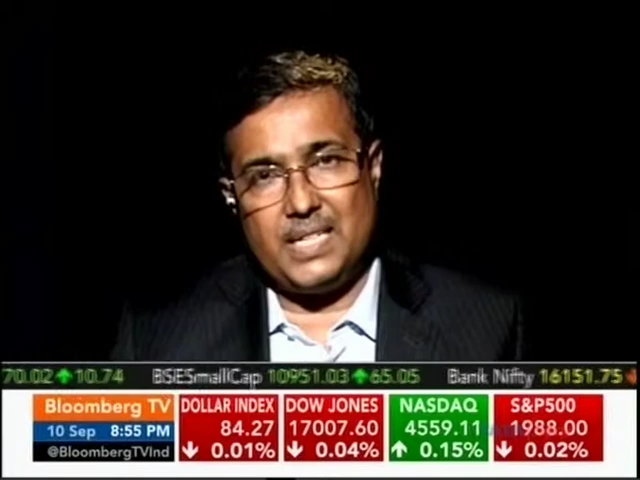 70.02 10.74 BSESmallCap 10951.03 65.05 Bank Nifty 16151.75
Bloomberg TV
10 Sep 8:55 PM
@BloombergTVInd
DOLLAR INDEX
84.27
0.01%
DOW JONES
17007.60
0.04%
NASDAQ
4559.11
0.15%
S&P500
1988.00
0.02%